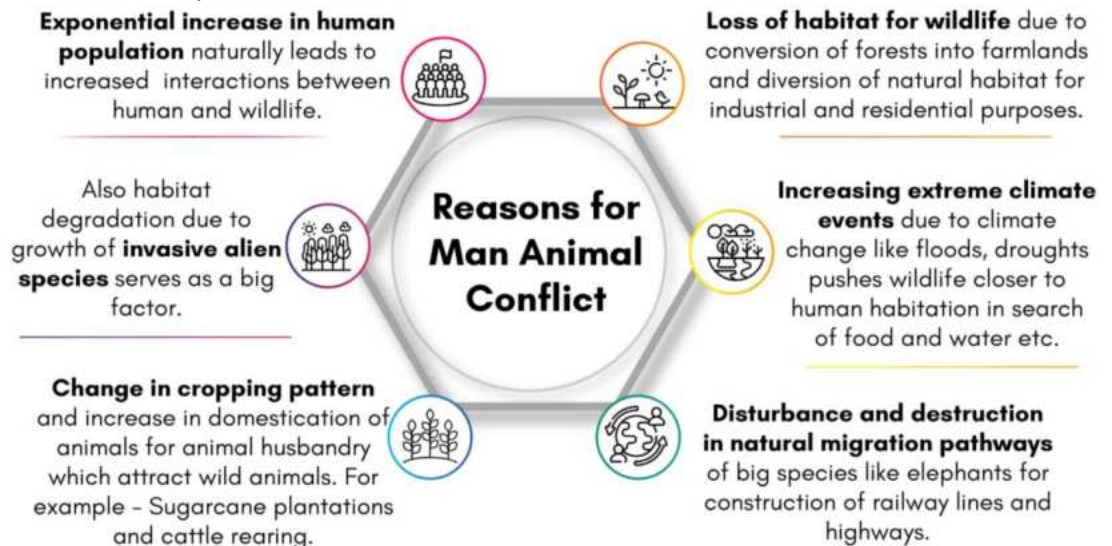 Exponential increase in human
population naturally leads to
increased interactions between
human and wildlife.
Loss of habitat for wildlife due to
conversion of forests into farmlands
and diversion of natural habitat for
industrial and residential purposes.
Also habitat
degradation due to
growth of invasive alien
species serves as a big
factor.
Reasons for
Man Animal
Conflict
Increasing extreme climate
events due to climate
change like floods, droughts
pushes wildlife closer to
human habitation in search
of food and water etc.
Change in cropping pattern
and increase in domestication of
animals for animal husbandry
which attract wild animals. For
example - Sugarcane plantations
and cattle rearing.
Disturbance and destruction
in natural migration pathways
of big species like elephants for
construction of railway lines and
highways.